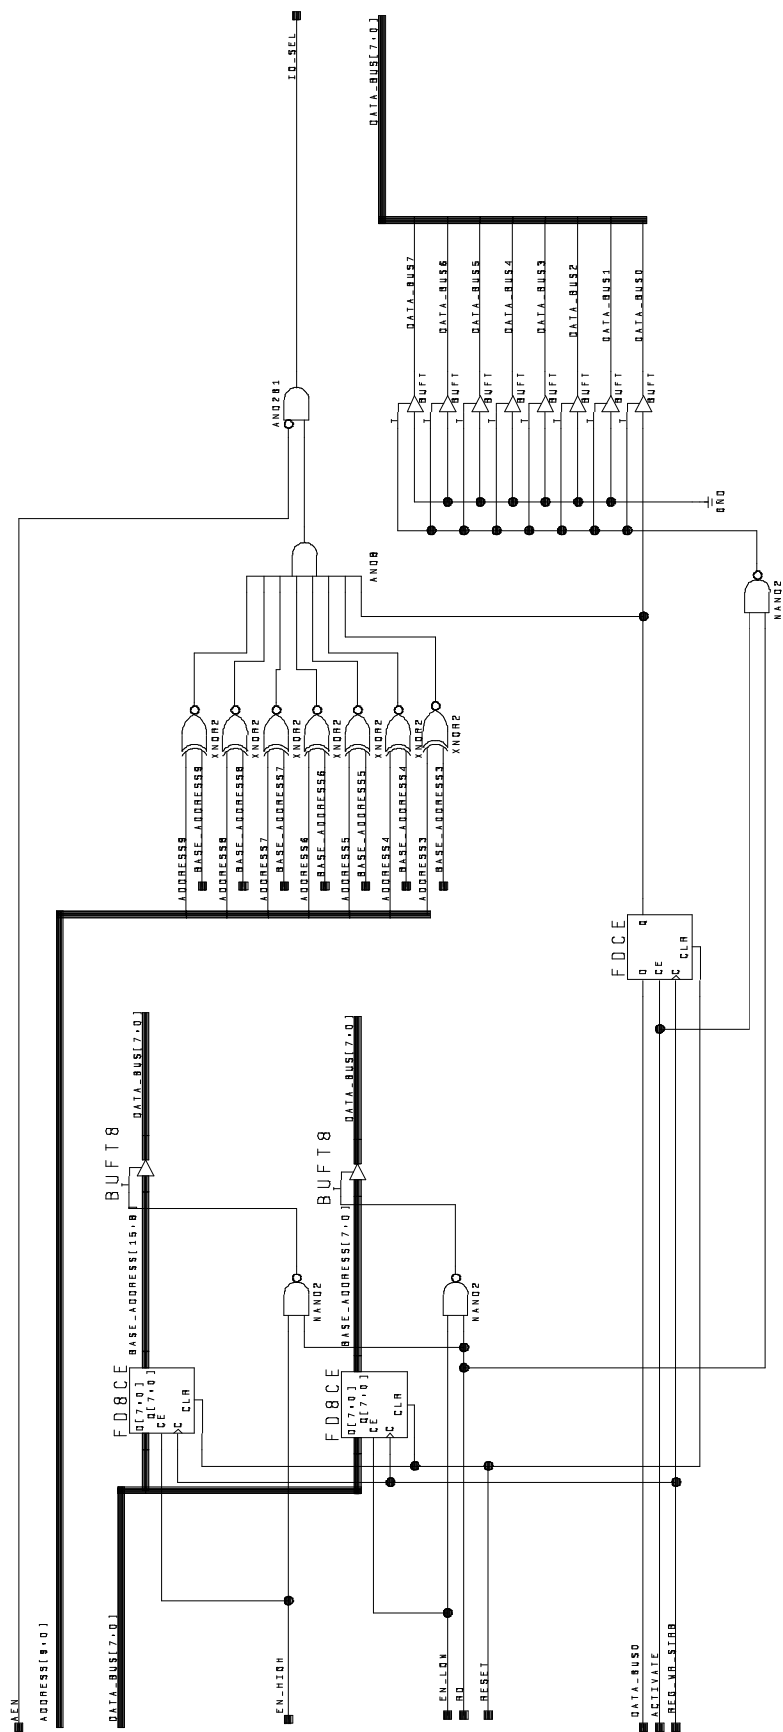 IO_SEL
DATA_BUS[7:0]
DATA_BUS7
DATA_BUS6
DATA_BUS5
DATA_BUS4
DATA_BUS3
DATA_BUS2
DATA_BUS1
DATA_BUS0
AND2B1
BUFT
BUFT
BUFT
BUFT
BUFT
BUFT
BUFT
BUFT
T
T
T
T
T
T
T
T
GND
AND8
NAND2
XNOR2
XNOR2
XNOR2
XNOR2
XNOR2
XNOR2
XNOR2
ADDRESS9
BASE_ADDRESS9
ADDRESS8
BASE_ADDRESS8
ADDRESS7
BASE_ADDRESS7
ADDRESS6
BASE_ADDRESS6
ADDRESS5
BASE_ADDRESS5
ADDRESS4
BASE_ADDRESS4
ADDRESS3
BASE_ADDRESS3
FDCE
D
Q
CE
C
CLR
DATA_BUS[7:0]
DATA_BUS[7:0]
BUFT8
T
BUFT8
T
BASE_ADDRESS[15:8]
BASE_ADDRESS[7:0]
NAND2
NAND2
FD8CE
D[7:0]
Q[7:0]
CE
C
CLR
FD8CE
D[7:0]
Q[7:0]
CE
C
CLR
AEN
ADDRESS[9:0]
DATA_BUS[7:0]
EN_HIGH
EN_LOW
RD
RESET
DATA_BUS0
ACTIVATE
REG_WR_STRB